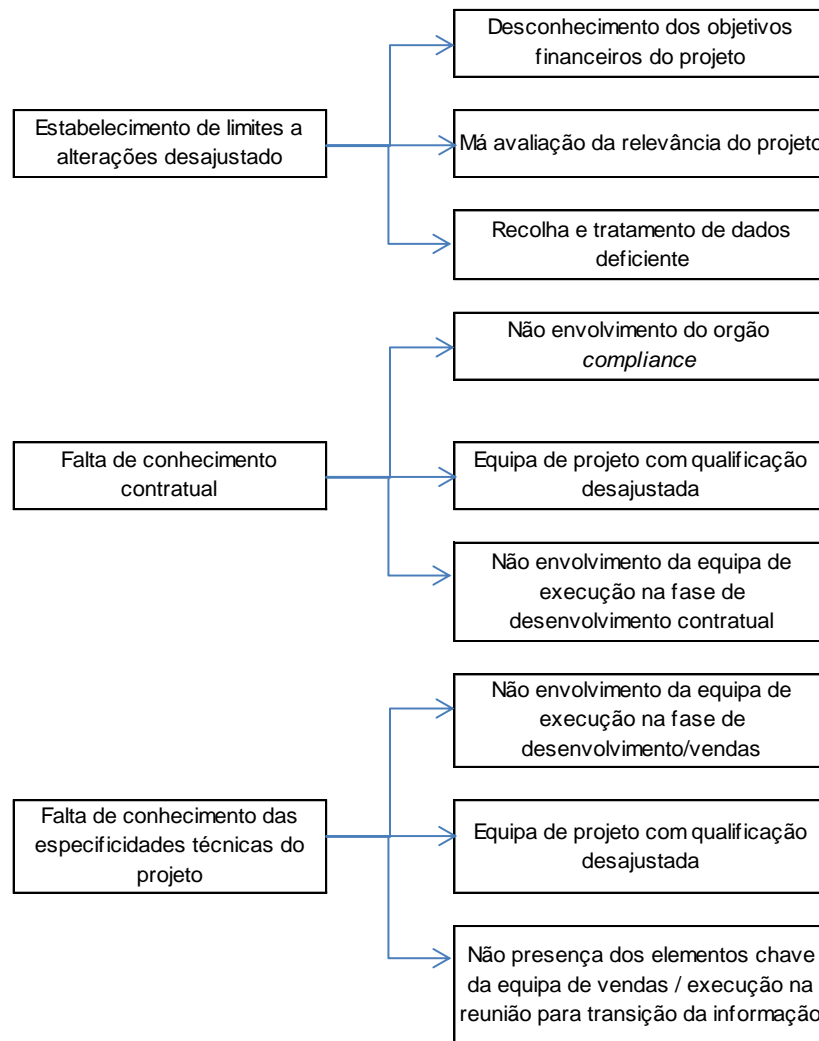 Desconhecimento dos objetivos
financeiros do projeto
Estabelecimento de limites a
alterações desajustado
Má avaliação da relevância do projeto
Recolha e tratamento de dados
deficiente
Não envolvimento do orgão
compliance
Falta de conhecimento
contratual
Equipa de projeto com qualificação
desajustada
Não envolvimento da equipa de
execução na fase de
desenvolvimento contratual
Não envolvimento da equipa de
execução na fase de
desenvolvimento/vendas
Falta de conhecimento das
especificidades técnicas do
projeto
Equipa de projeto com qualificação
desajustada
Não presença dos elementos chave
da equipa de vendas / execução na
reunião para transição da informação